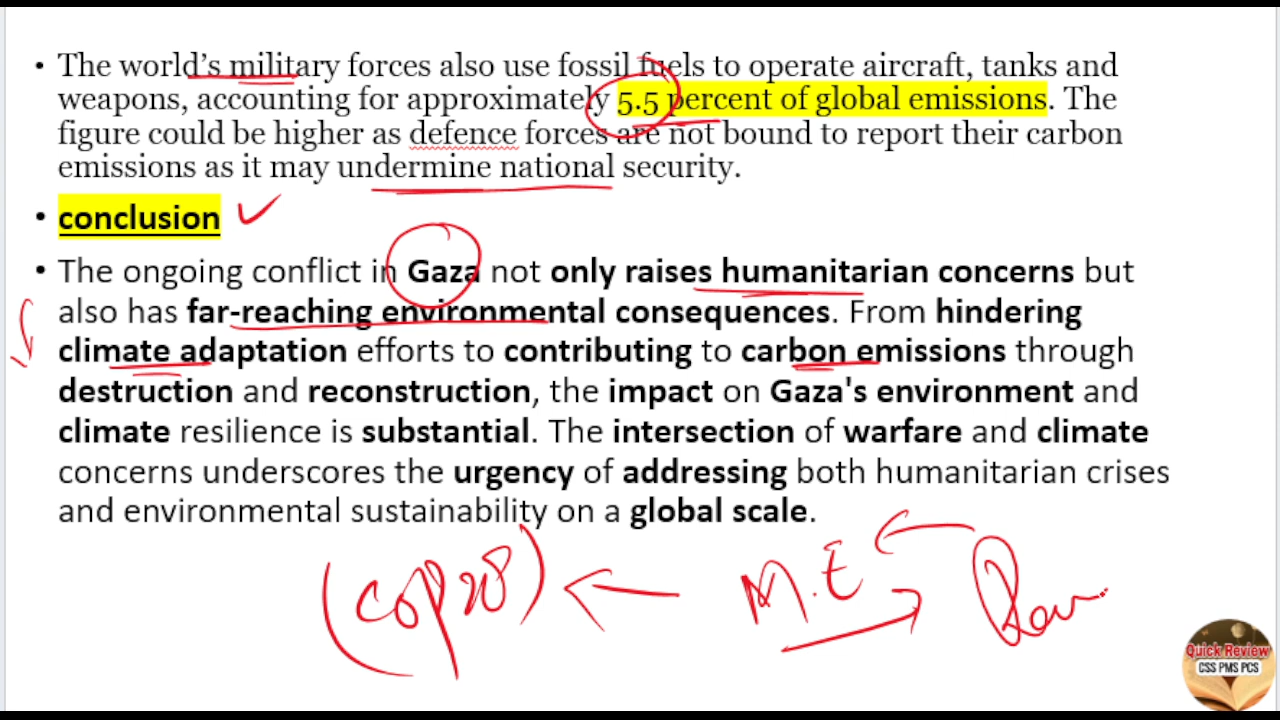 • The world's military forces also use fossil fuels to operate aircraft, tanks and
weapons, accounting for approximately 5.5 percent of global emissions. The
figure could be higher as defence forces are not bound to report their carbon
emissions as it may undermine national security.
• conclusion
• The ongoing conflict in Gaza not only raises humanitarian concerns but
also has far-reaching environmental consequences. From hindering
climate adaptation efforts to contributing to carbon emissions through
destruction and reconstruction, the impact on Gaza's environment and
climate resilience is substantial. The intersection of warfare and climate
concerns underscores the urgency of addressing both humanitarian crises
and environmental sustainability on a global scale.
(COP28) M.E
Quick Review
CSS PMS PCS